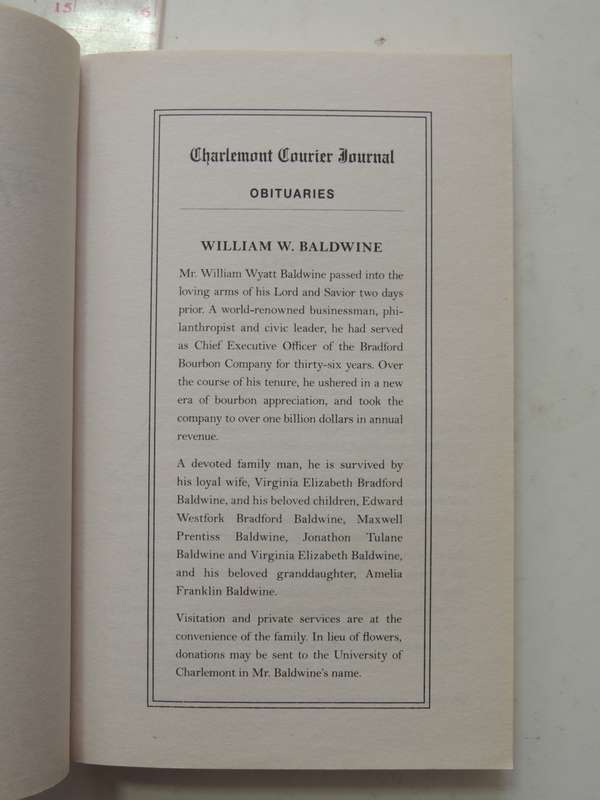 15
Charlemont Courier Journal
OBITUARIES
WILLIAM W. BALDWINE
Mr. William Wyatt Baldwine passed into the
loving arms of his Lord and Savior two days
prior. A world-renowned businessman, phi-
lanthropist and civic leader, he had served
as Chief Executive Officer of the Bradford
Bourbon Company for thirty-six years. Over
the course of his tenure, he ushered in a new
era of bourbon appreciation, and took the
company to over one billion dollars in annual
revenue.
A devoted family man, he is survived by
his loyal wife, Virginia Elizabeth Bradford
Baldwine, and his beloved children, Edward
Westfork Bradford Baldwine, Maxwell
Prentiss Baldwine, Jonathon Tulane
Baldwine and Virginia Elizabeth Baldwine,
and his beloved granddaughter, Amelia
Franklin Baldwine.
Visitation and private services are at the
convenience of the family. In lieu of flowers,
donations may be sent to the University of
Charlemont in Mr. Baldwine's name.